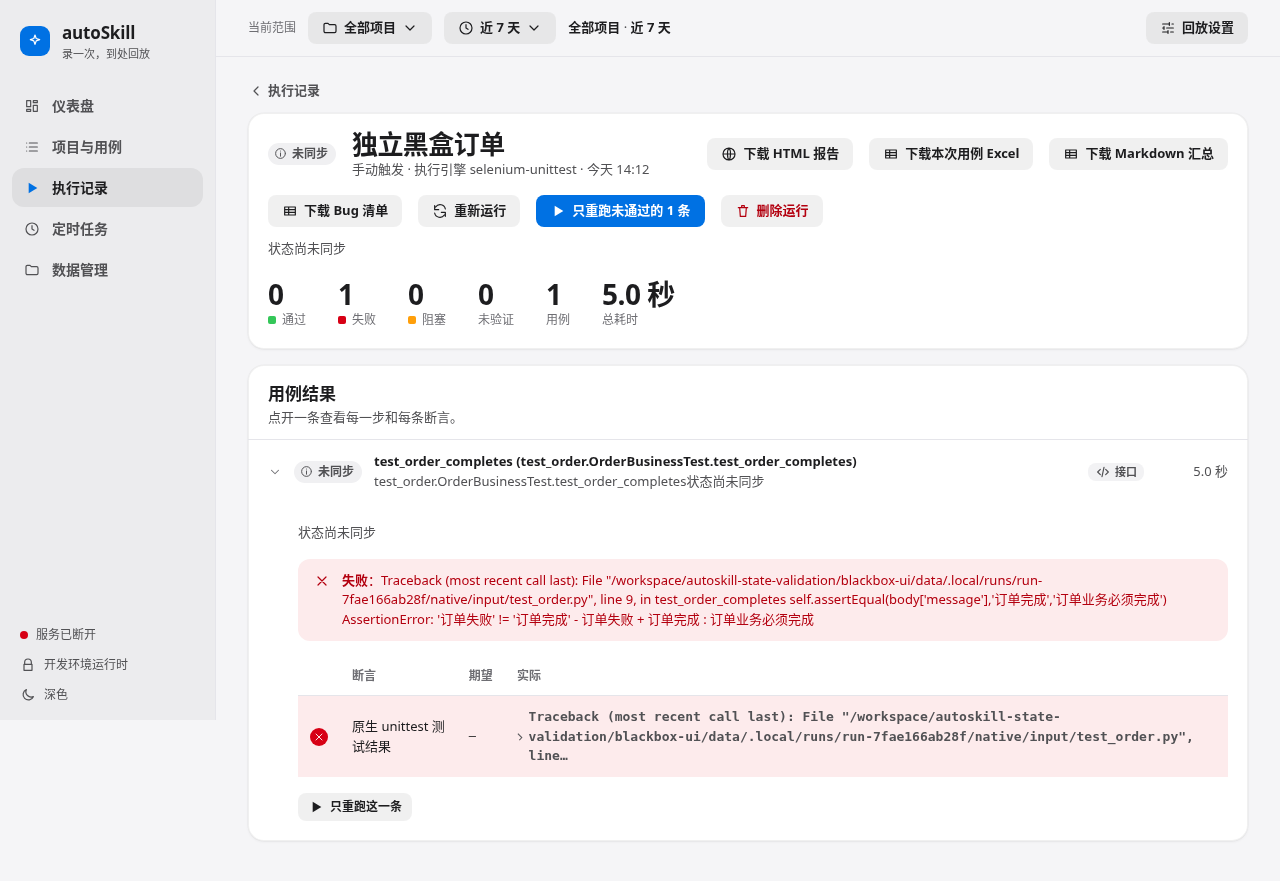 autoSkill
录一次，到处回放
仪表盘
项目与用例
执行记录
定时任务
数据管理
服务已断开
开发环境运行时
深色
当前范围
全部项目
近 7 天
全部项目 · 近 7 天
回放设置
执行记录
未同步
独立黑盒订单
手动触发 · 执行引擎 selenium-unittest · 今天 14:12
下载 HTML 报告
下载本次用例 Excel
下载 Markdown 汇总
下载 Bug 清单
重新运行
只重跑未通过的 1 条
删除运行
状态尚未同步
0
通过
1
失败
0
阻塞
0
未验证
1
用例
5.0 秒
总耗时
用例结果
点开一条查看每一步和每条断言。
未同步
test_order_completes (test_order.OrderBusinessTest.test_order_completes)
test_order.OrderBusinessTest.test_order_completes状态尚未同步
接口
5.0 秒
状态尚未同步
失败：Traceback (most recent call last): File "/workspace/autoskill-state-validation/blackbox-ui/data/.local/runs/run-
7fae166ab28f/native/input/test_order.py", line 9, in test_order_completes self.assertEqual(body['message'],'订单完成','订单业务必须完成')
AssertionError: '订单失败' != '订单完成' - 订单失败 + 订单完成 : 订单业务必须完成
断言
期望
实际
原生 unittest 测
试结果
—
Traceback (most recent call last): File "/workspace/autoskill-state-
validation/blackbox-ui/data/.local/runs/run-7fae166ab28f/native/input/test_order.py",
line…
只重跑这一条